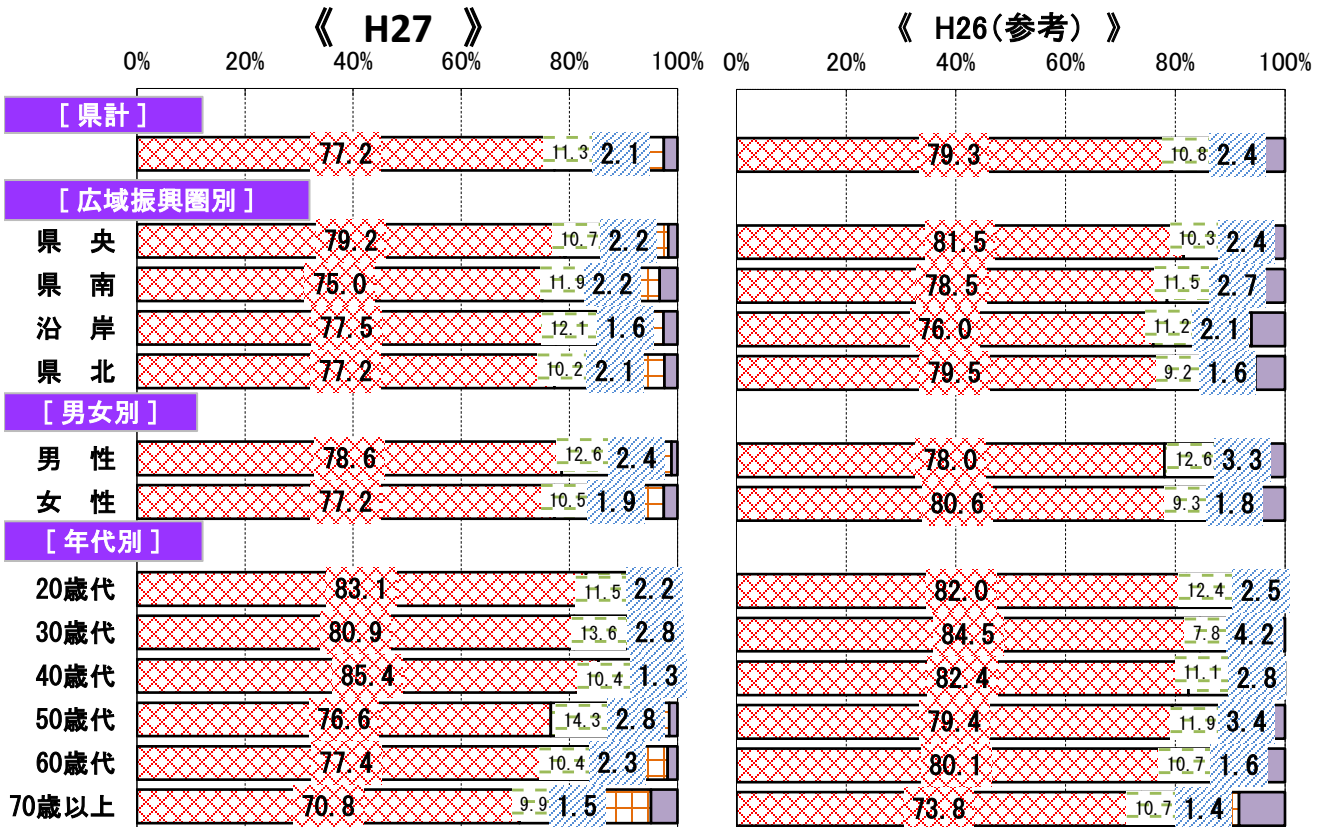 《 H27 》
《 H26(参考) 》
0% 20% 40% 60% 80% 100%
0% 20% 40% 60% 80% 100%
[ 県計 ]
77.2 11.3 2.1
79.3 10.8 2.4
[ 広域振興圏別 ]
県 央 79.2 10.7 2.2
81.5 10.3 2.4
県 南 75.0 11.9 2.2
78.5 11.5 2.7
沿 岸 77.5 12.1 1.6
76.0 11.2 2.1
県 北 77.2 10.2 2.1
79.5 9.2 1.6
[ 男女別 ]
男 性 78.6 12.6 2.4
78.0 12.6 3.3
女 性 77.2 10.5 1.9
80.6 9.3 1.8
[ 年代別 ]
20歳代 83.1 11.5 2.2
82.0 12.4 2.5
30歳代 80.9 13.6 2.8
84.5 7.8 4.2
40歳代 85.4 10.4 1.3
82.4 11.1 2.8
50歳代 76.6 14.3 2.8
79.4 11.9 3.4
60歳代 77.4 10.4 2.3
80.1 10.7 1.6
70歳以上 70.8 9.9 1.5
73.8 10.7 1.4